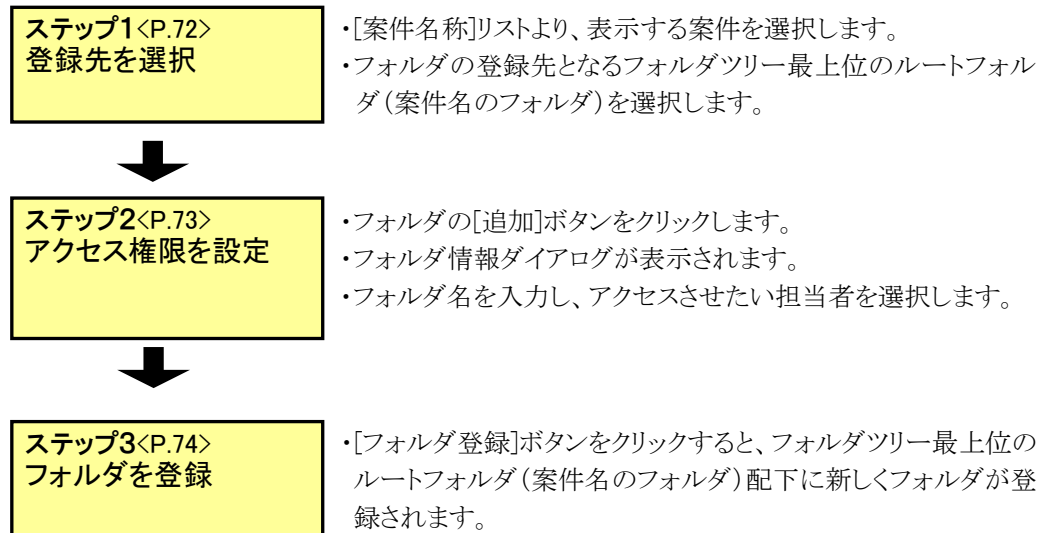 ステップ1<P.72>
登録先を選択
・[案件名称]リストより、表示する案件を選択します。
・フォルダの登録先となるフォルダツリー最上位のルートフォル
ダ(案件名のフォルダ)を選択します。
ステップ2<P.73>
アクセス権限を設定
・フォルダの[追加]ボタンをクリックします。
・フォルダ情報ダイアログが表示されます。
・フォルダ名を入力し、アクセスさせたい担当者を選択します。
ステップ3<P.74>
フォルダを登録
・[フォルダ登録]ボタンをクリックすると、フォルダツリー最上位の
ルートフォルダ(案件名のフォルダ)配下に新しくフォルダが登
録されます。